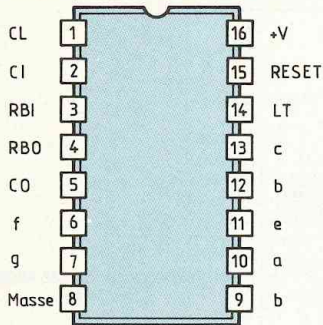 CL 1 16 +V
CI 2 15 RESET
RBI 3 14 LT
RBO 4 13 c
CO 5 12 b
f 6 11 e
g 7 10 a
Masse 8 9 b